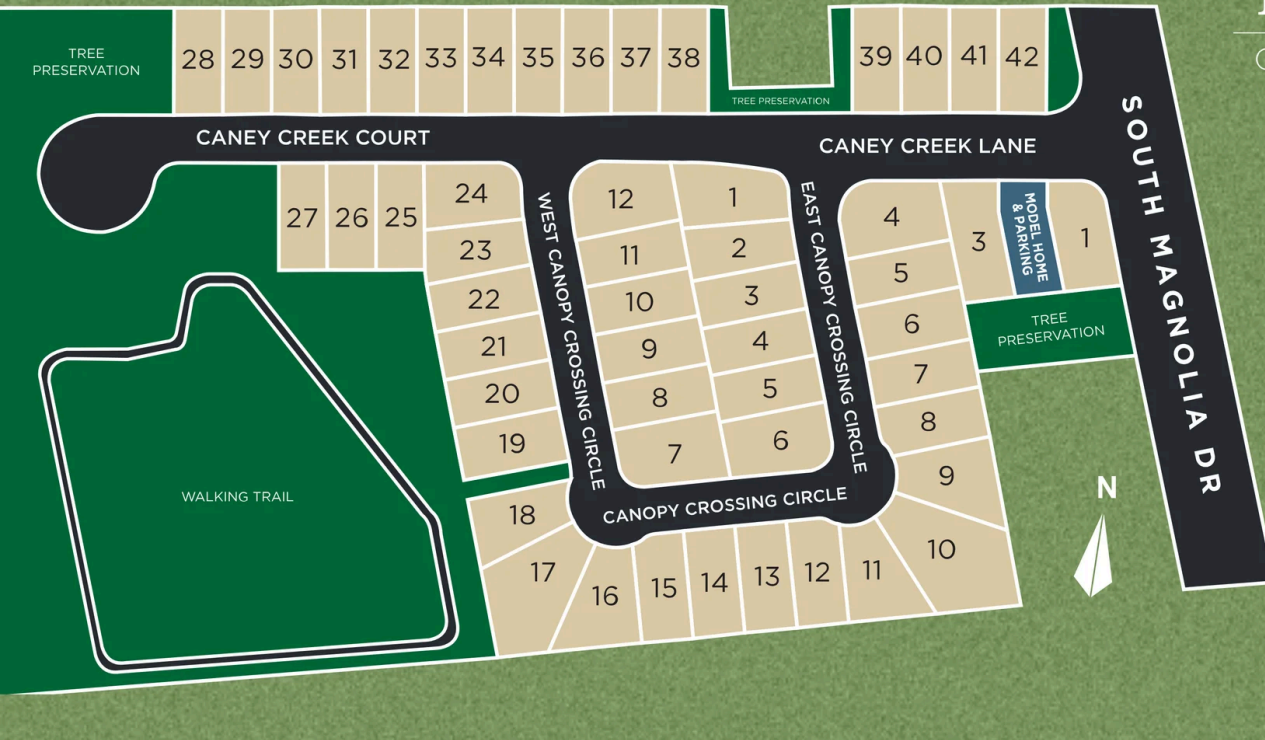 TREE
PRESERVATION
28 29 30 31 32 33 34 35 36 37 38
TREE PRESERVATION
39 40 41 42
CANEY CREEK COURT
CANEY CREEK LANE
SOUTH MAGNOLIA DR
27 26 25
24
23
22
21
20
19
18
17
16
15
14
13
12
11
10
9
8
7
6
5
4
3
MODEL HOME
& PARKING
1
TREE
PRESERVATION
WEST CANOPY CROSSING CIRCLE
12
11
10
9
8
7
1
2
3
4
5
6
EAST CANOPY CROSSING CIRCLE
CANOPY CROSSING CIRCLE
WALKING TRAIL
N